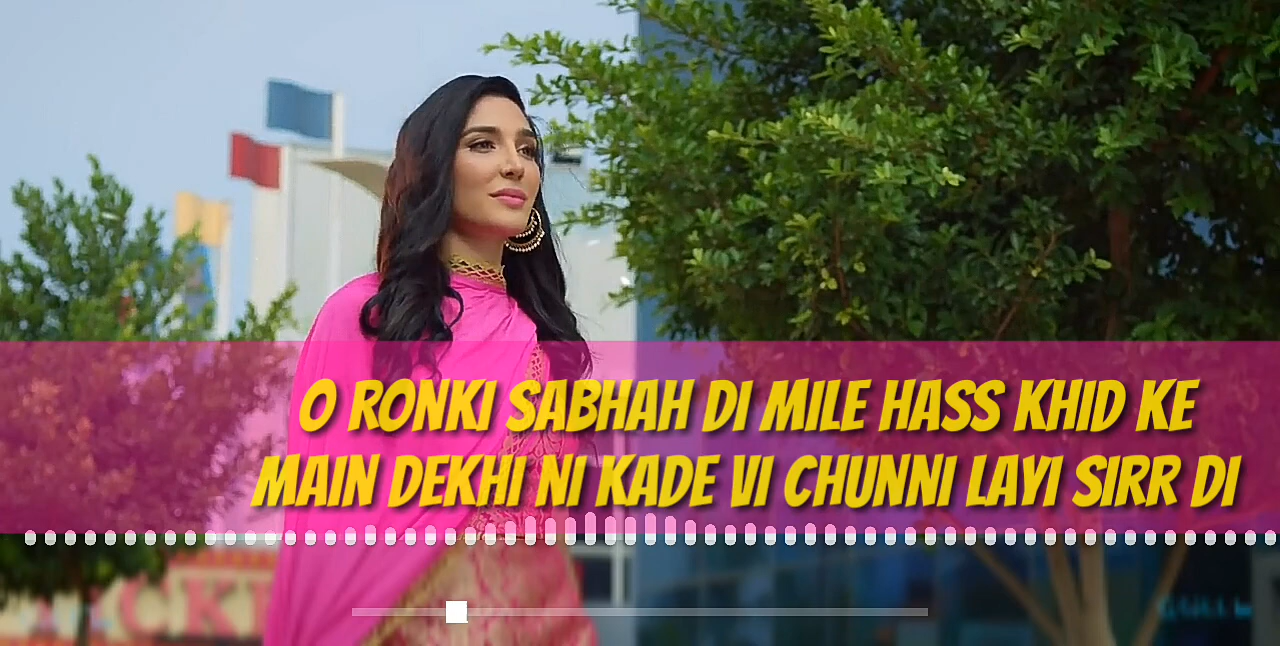 O RONKI SABHAH DI MILE HASS KHID KE
MAIN DEKHI NI KADE VI CHUNNI LAYI SIRR DI